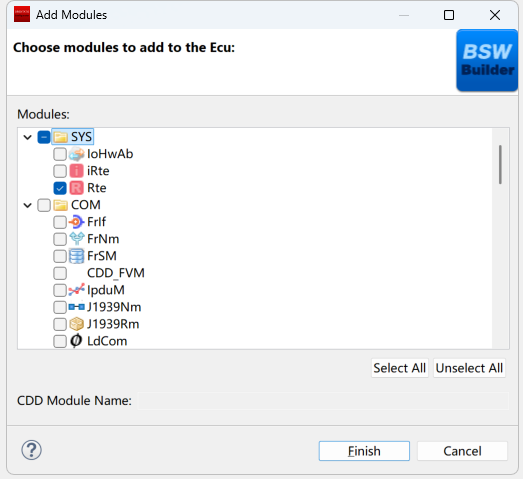 Add Modules
Choose modules to add to the Ecu:
BSW
Builder
Modules:
SYS
IoHwAb
iRte
Rte
COM
FrIf
FrNm
FrSM
CDD_FVM
IpduM
J1939Nm
J1939Rm
LdCom
Select All Unselect All
CDD Module Name:
Finish Cancel